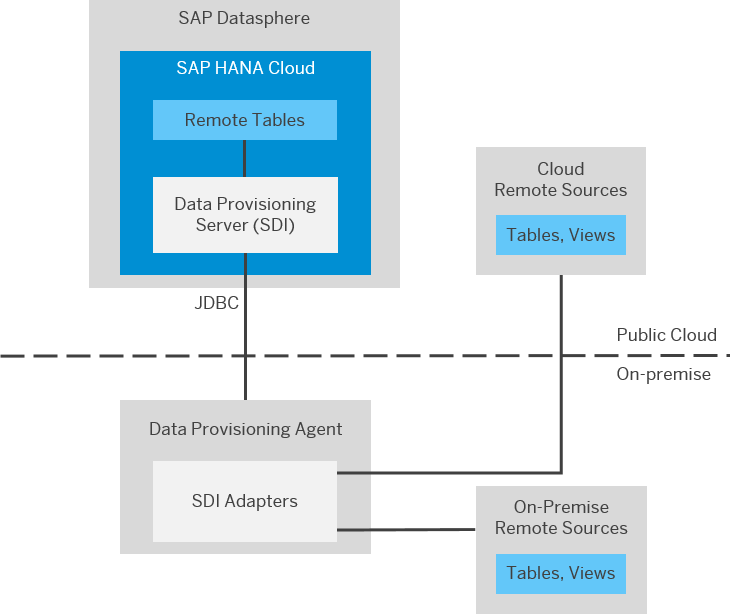 SAP Datasphere
SAP HANA Cloud
Remote Tables
Data Provisioning
Server (SDI)
JDBC
Cloud
Remote Sources
Tables, Views
Public Cloud
On-premise
Data Provisioning Agent
SDI Adapters
On-Premise
Remote Sources
Tables, Views